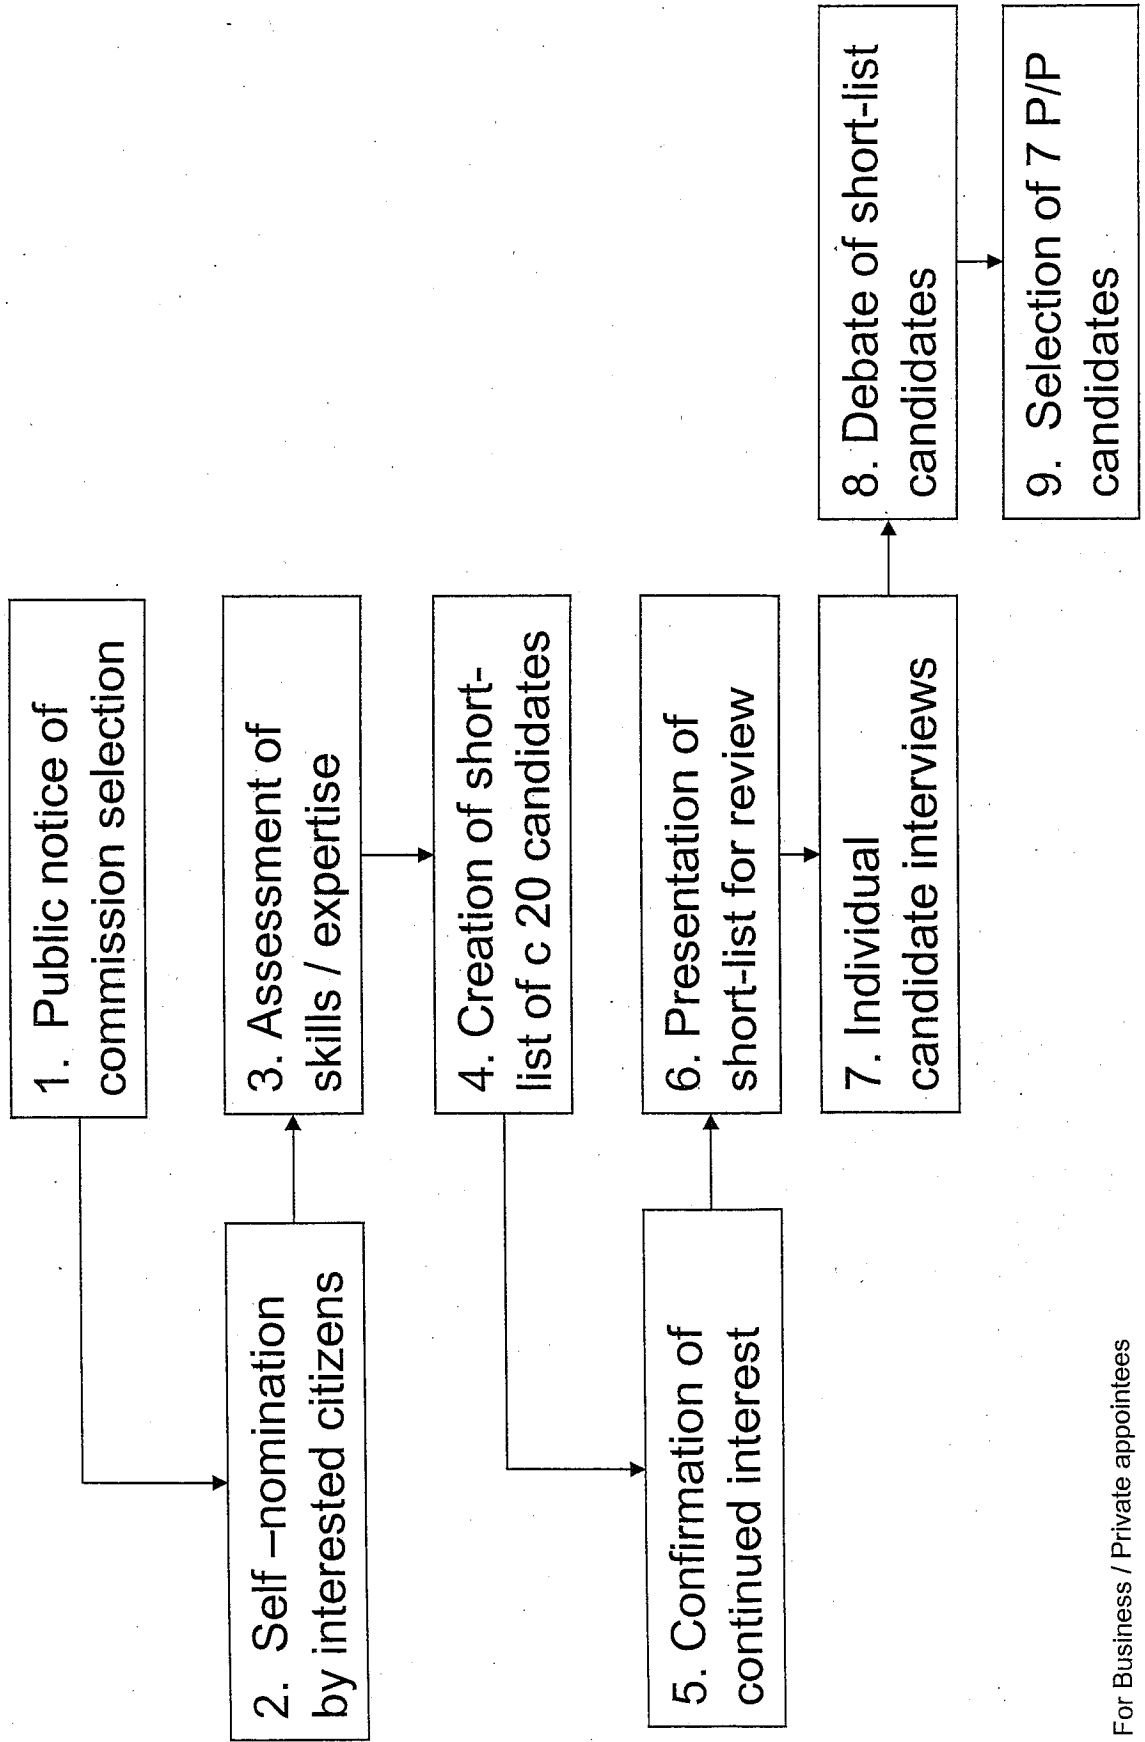 1. Public notice of
commission selection
2. Self –nomination
by interested citizens
3. Assessment of
skills / expertise
4. Creation of short-
list of c 20 candidates
5. Confirmation of
continued interest
6. Presentation of
short-list for review
7. Individual
candidate interviews
8. Debate of short-list
candidates
9. Selection of 7 P/P
candidates
For Business / Private appointees